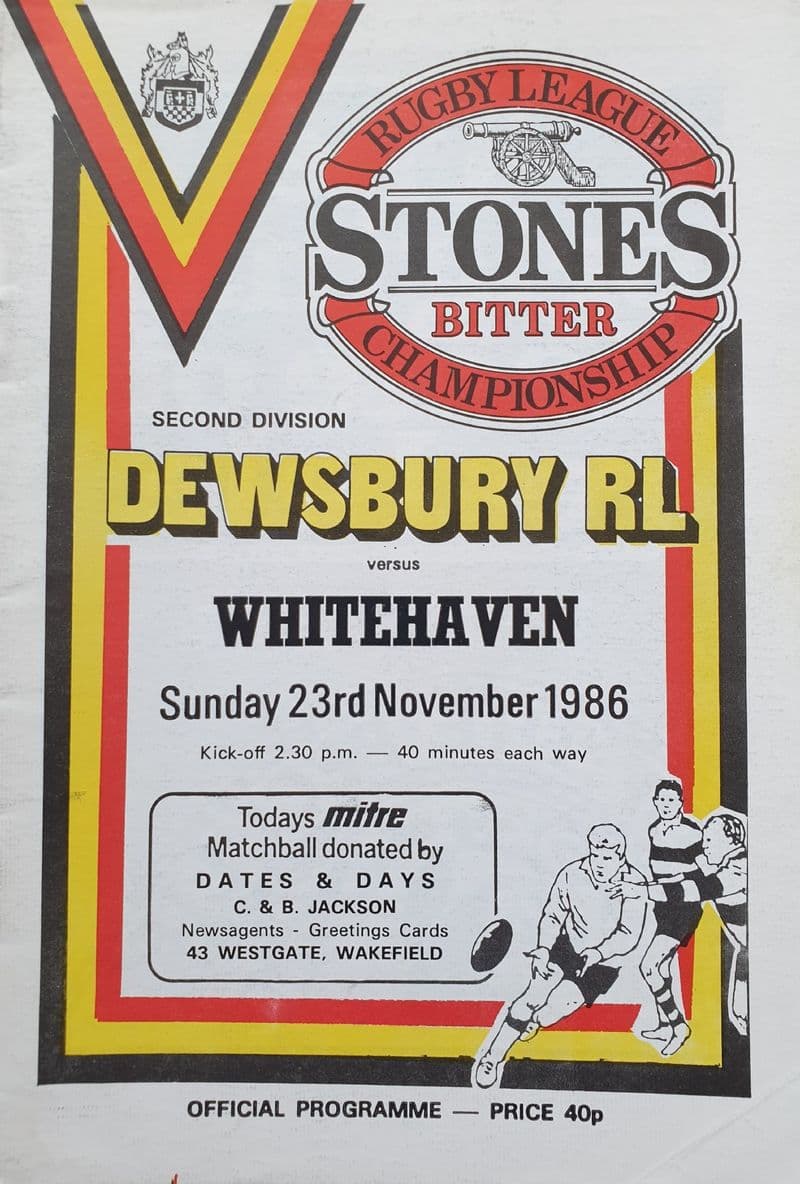 RUGBY LEAGUE
STONES
BITTER
CHAMPIONSHIP
SECOND DIVISION
DEWSBURY RL
versus
WHITEHAVEN
Sunday 23rd November 1986
Kick-off 2.30 p.m. — 40 minutes each way
Todays mitre
Matchball donated by
DATES & DAYS
C. & B. JACKSON
Newsagents - Greetings Cards
43 WESTGATE, WAKEFIELD
OFFICIAL PROGRAMME — PRICE 40p